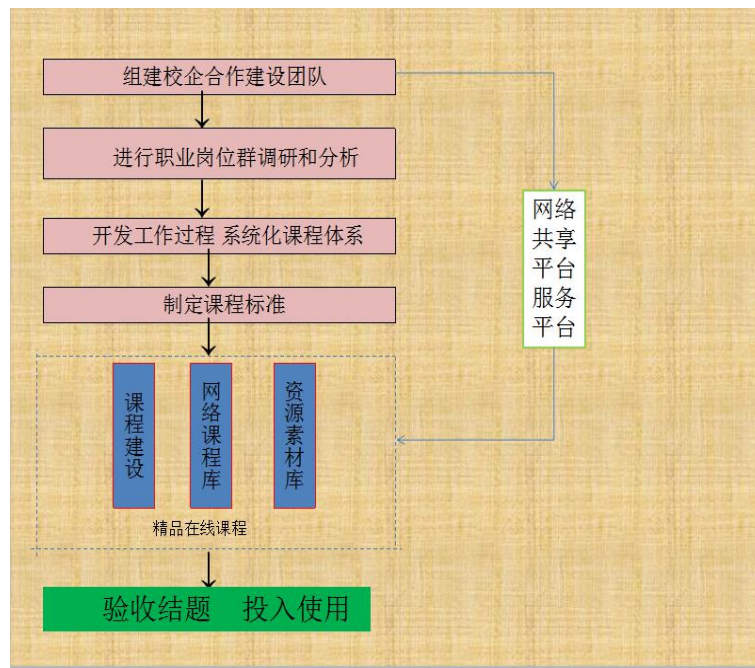 组建校企合作建设团队
进行职业岗位群调研和分析
开发工作过程 系统化课程体系
制定课程标准
网络
共享
平台
服务
平台
课程建设
网络课程库
资源素材库
精品在线课程
验收结题 投入使用